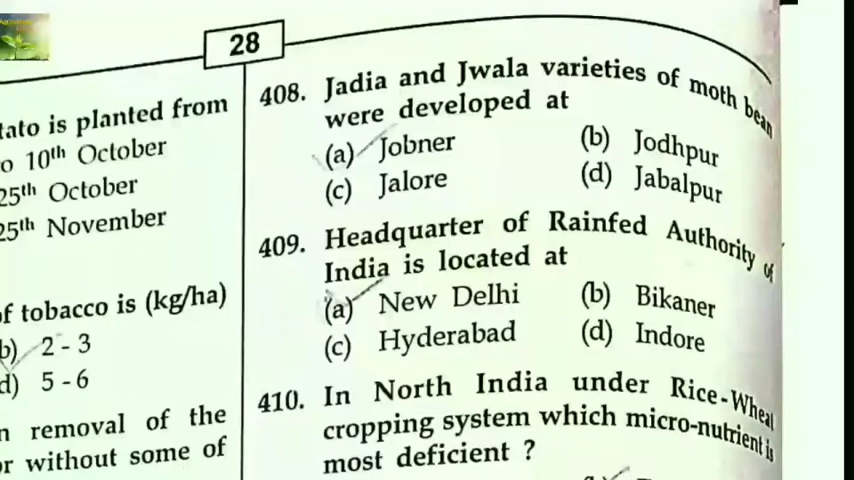 28
tato is planted from
o 10th October
25th October
25th November
of tobacco is (kg/ha)
b) 2 - 3
d) 5 - 6
n removal of the
r without some of
408. Jadia and Jwala varieties of moth bean
were developed at
(a) Jobner (b) Jodhpur
(c) Jalore (d) Jabalpur
409. Headquarter of Rainfed Authority of
India is located at
(a) New Delhi (b) Bikaner
(c) Hyderabad (d) Indore
410. In North India under Rice-Wheat
cropping system which micro-nutrient is
most deficient ?